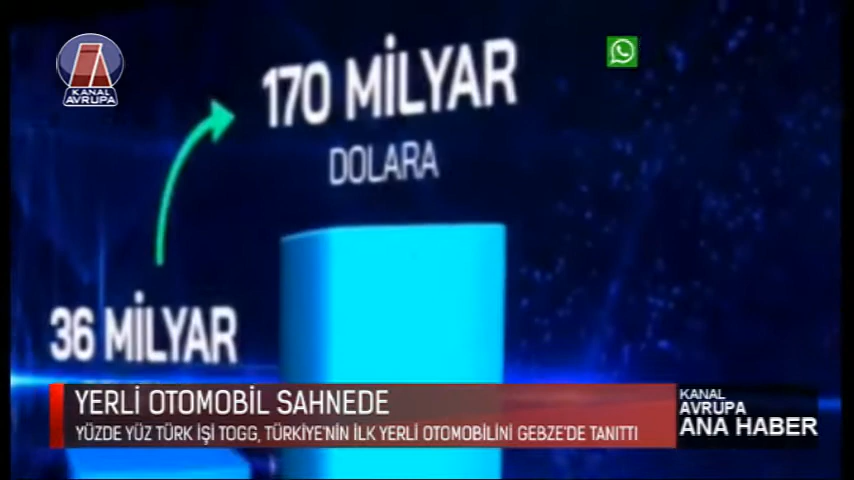 KANAL
AVRUPA
170 MİLYAR
DOLARA
36 MİLYAR
YERLİ OTOMOBİL SAHNEDE
YÜZDE YÜZ TÜRK İŞİ TOGG, TÜRKİYE'NİN İLK YERLİ OTOMOBİLİNİ GEBZE'DE TANITTI
KANAL
AVRUPA
ANA HABER